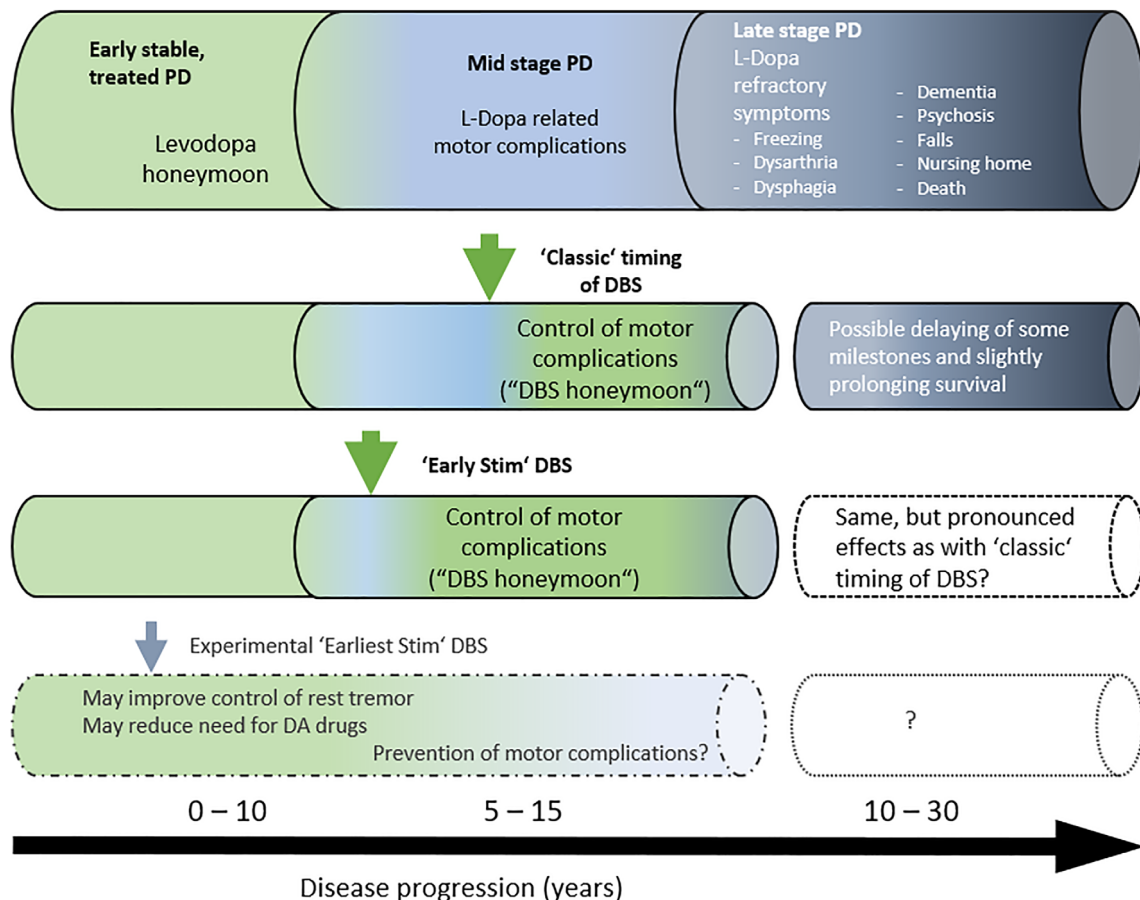 Early stable,
treated PD
Levodopa
honeymoon
Mid stage PD
L-Dopa related
motor complications
Late stage PD
L-Dopa
refractory
symptoms
- Freezing
- Dysarthria
- Dysphagia
- Dementia
- Psychosis
- Falls
- Nursing home
- Death
‘Classic‘ timing
of DBS
Control of motor
complications
(“DBS honeymoon“)
Possible delaying of some
milestones and slightly
prolonging survival
‘Early Stim‘ DBS
Control of motor
complications
(“DBS honeymoon“)
Same, but pronounced
effects as with ‘classic‘
timing of DBS?
Experimental ‘Earliest Stim‘ DBS
May improve control of rest tremor
May reduce need for DA drugs
Prevention of motor complications?
?
0 – 10
5 – 15
10 – 30
Disease progression (years)